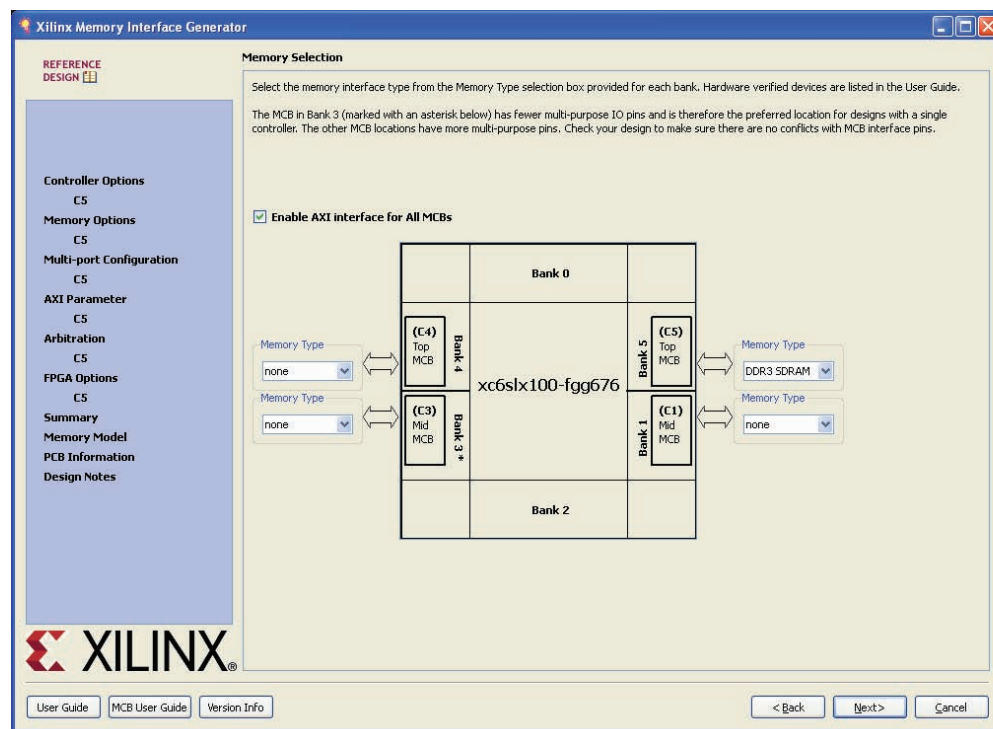 Xilinx Memory Interface Generator
REFERENCE
DESIGN
Controller Options
C5
Memory Options
C5
Multi-port Configuration
C5
AXI Parameter
C5
Arbitration
C5
FPGA Options
C5
Summary
Memory Model
PCB Information
Design Notes
XILINX®
Memory Selection
Select the memory interface type from the Memory Type selection box provided for each bank. Hardware verified devices are listed in the User Guide.
The MCB in Bank 3 (marked with an asterisk below) has fewer multi-purpose IO pins and is therefore the preferred location for designs with a single
controller. The other MCB locations have more multi-purpose pins. Check your design to make sure there are no conflicts with MCB interface pins.
Enable AXI interface for All MCBs
Bank 0
Memory Type
none
(C4)
Top
MCB
Bank 4
Memory Type
none
(C3)
Mid
MCB
Bank 3 *
xc6slx100-fgg676
Bank 5
(C5)
Top
MCB
Memory Type
DDR3 SDRAM
Bank 1
(C1)
Mid
MCB
Memory Type
none
Bank 2
User Guide
MCB User Guide
Version Info
< Back
Next>
Cancel